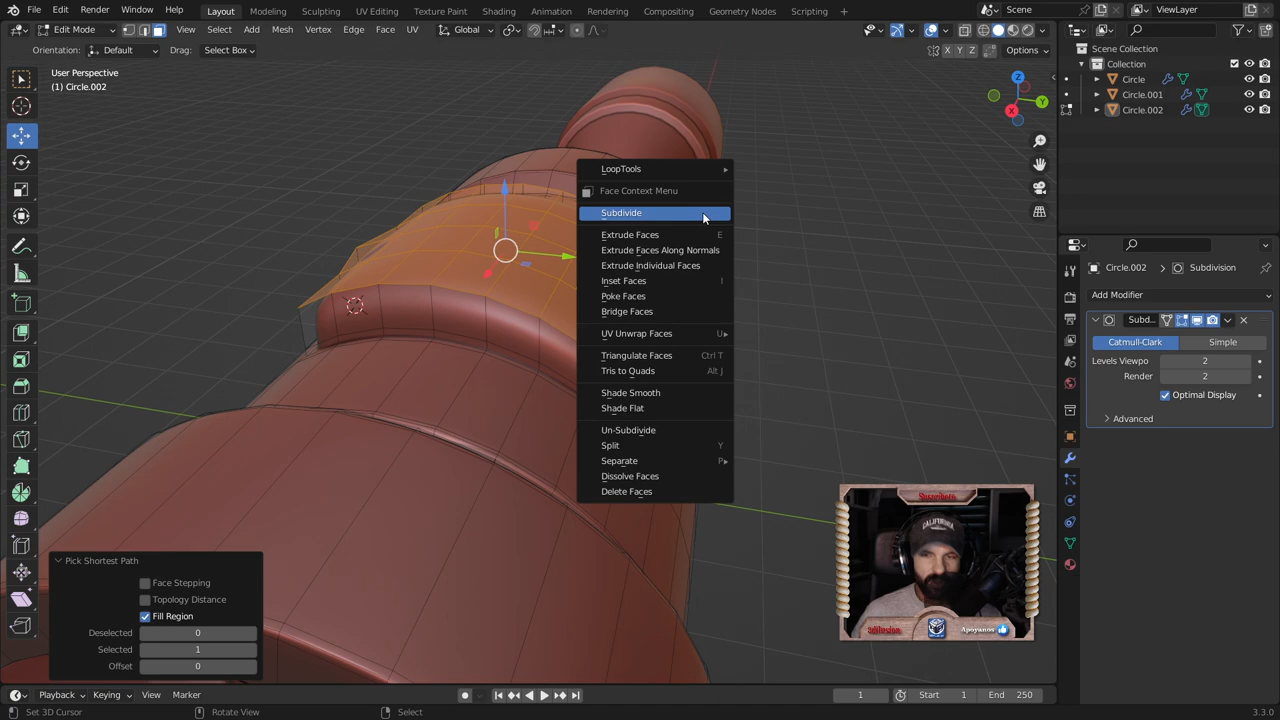 File Edit Render Window Help Layout Modeling Sculpting UV Editing Texture Paint Shading Animation Rendering Compositing Geometry Nodes Scripting Scene ViewLayer
Edit Mode View Select Add Mesh Vertex Edge Face UV Global
Orientation: Default Drag: Select Box X Y Z Options
User Perspective
(1) Circle.002
Z
Y
X
Scene Collection
Collection
Circle
Circle.001
Circle.002
LoopTools
Face Context Menu
Subdivide
Extrude Faces E
Extrude Faces Along Normals
Extrude Individual Faces
Inset Faces I
Poke Faces
Bridge Faces
UV Unwrap Faces U
Triangulate Faces Ctrl T
Tris to Quads Alt J
Shade Smooth
Shade Flat
Un-Subdivide
Split Y
Separate P
Dissolve Faces
Delete Faces
Circle.002 Subdivision
Add Modifier
Subd...
Catmull-Clark Simple
Levels Viewpo 2
Render 2
Optimal Display
Advanced
CALIFORNIA
Apoyanos
Pick Shortest Path
Face Stepping
Topology Distance
Fill Region
Deselected 0
Selected 1
Offset 0
Playback Keying View Marker 1 Start 1 End 250
Set 3D Cursor Rotate View Select 3.3.0